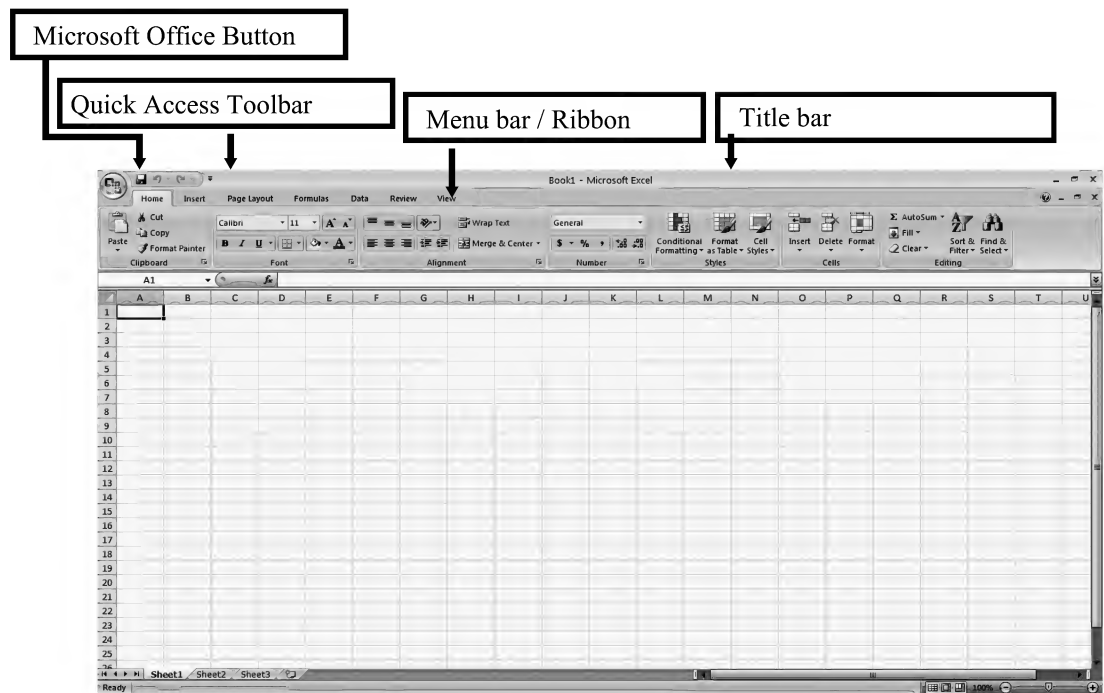 Microsoft Office Button
Quick Access Toolbar
Menu bar / Ribbon
Title bar
Book1 - Microsoft Excel
Home Insert Page Layout Formulas Data Review View
Cut
Copy
Format Painter
Paste
Clipboard
Calibri 11
B I U
Font
Wrap Text
Merge & Center
Alignment
General
$ % ,
Number
Conditional Formatting
Format as Table
Cell Styles
Styles
Insert Delete Format
Cells
Σ AutoSum
Fill
Clear
Sort & Filter
Find & Select
Editing
A1 fx
A B C D E F G H I J K L M N O P Q R S T U
1
2
3
4
5
6
7
8
9
10
11
12
13
14
15
16
17
18
19
20
21
22
23
24
25
26
Sheet1 Sheet2 Sheet3
Ready 100%